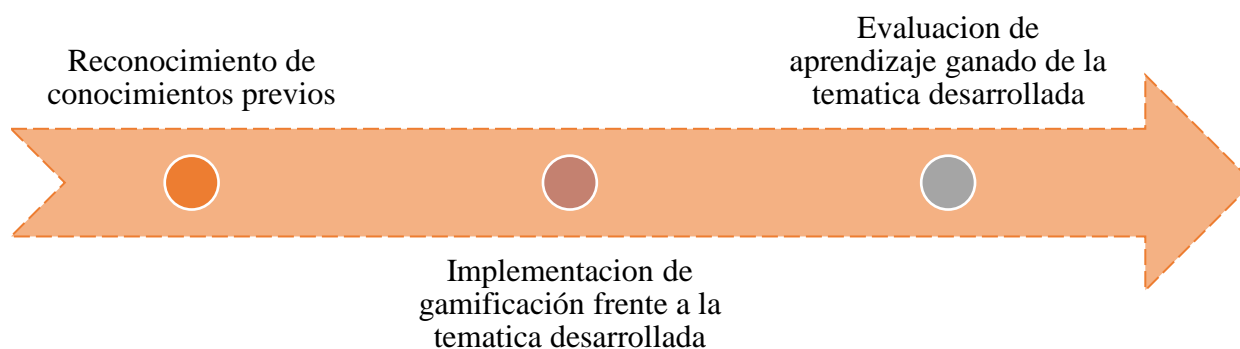 Reconocimiento de
conocimientos previos
Implementacion de
gamificación frente a la
tematica desarrollada
Evaluacion de
aprendizaje ganado de la
tematica desarrollada